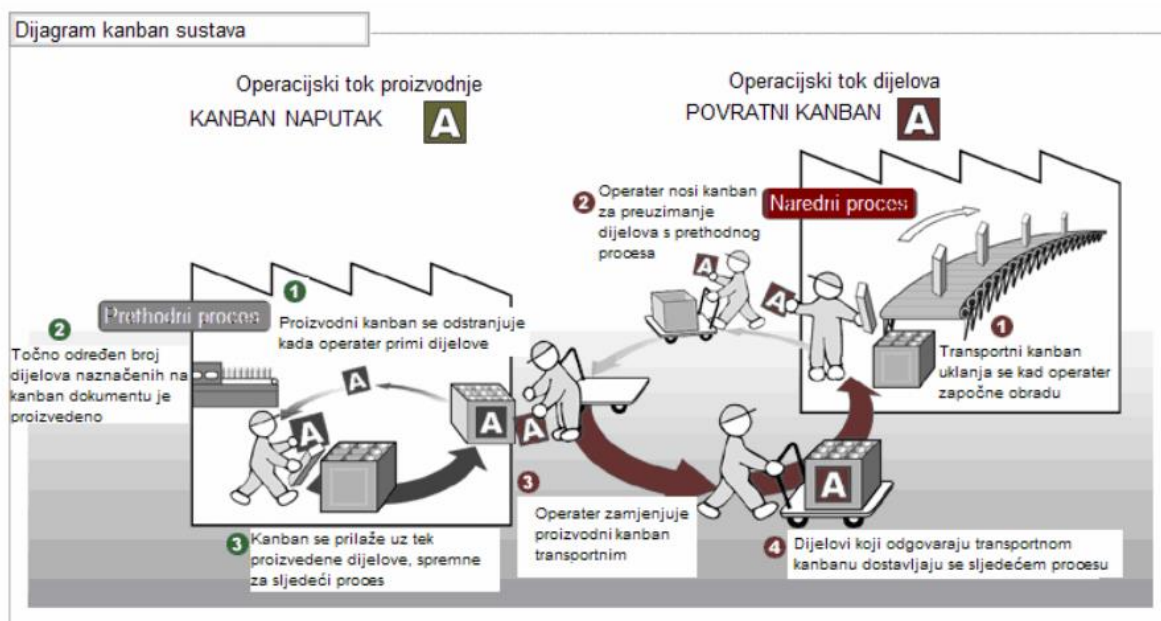 Dijagram kanban sustava
Operacijski tok proizvodnje
KANBAN NAPUTAK
A
Operacijski tok dijelova
POVRATNI KANBAN
A
2
Operater nosi kanban
za preuzimanje
dijelova s prethodnog
procesa
Naredni proces
A
A
1
Transportni kanban
uklanja se kad operater
započne obradu
1
Prethodni proces
Proizvodni kanban se odstranjuje
kada operater primi dijelove
2
Točno određen broj
dijelova naznačenih na
kanban dokumentu je
proizvedeno
A
A
A
A
3
Kanban se prilaže uz tek
proizvedene dijelove, spremne
za sljedeći proces
3
Operater zamjenjuje
proizvodni kanban
transportnim
A
4
Dijelovi koji odgovaraju transportnom
kanbanu dostavljaju se sljedećem procesu